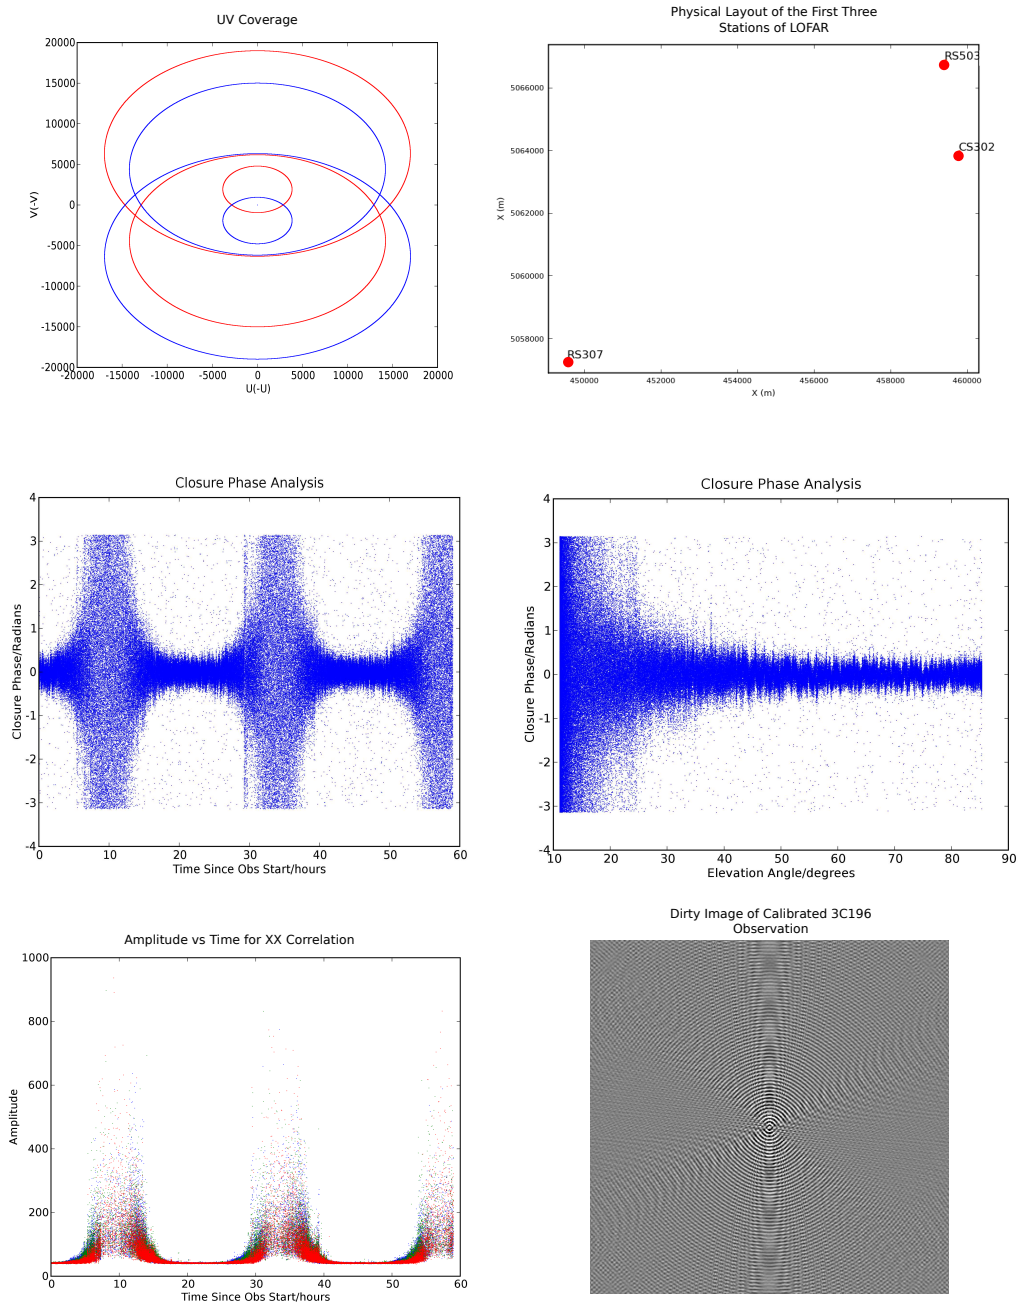 UV Coverage
20000
15000
10000
5000
0
-5000
-10000
-15000
-20000
-20000 -15000 -10000 -5000 0 5000 10000 15000 20000
U(-U)
V(-V)
Physical Layout of the First Three
Stations of LOFAR
RS503
CS302
RS307
5066000
5064000
5062000
5060000
5058000
450000 452000 454000 456000 458000 460000
X (m)
X (m)
Closure Phase Analysis
4
3
2
1
0
-1
-2
-3
-4
0 10 20 30 40 50 60
Time Since Obs Start/hours
Closure Phase/Radians
Closure Phase Analysis
4
3
2
1
0
-1
-2
-3
-4
10 20 30 40 50 60 70 80 90
Elevation Angle/degrees
Closure Phase/Radians
Amplitude vs Time for XX Correlation
1000
800
600
400
200
0
0 10 20 30 40 50 60
Time Since Obs Start/hours
Amplitude
Dirty Image of Calibrated 3C196
Observation